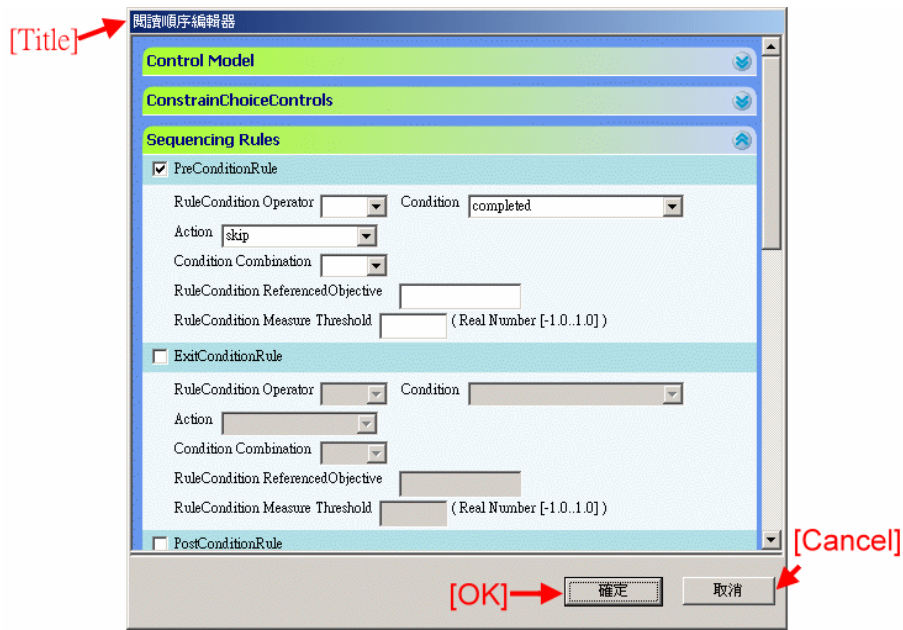 [Title]
閱讀順序編輯器
Control Model
ConstrainChoiceControls
Sequencing Rules
PreConditionRule
RuleCondition Operator Condition completed
Action skip
Condition Combination
RuleCondition ReferencedObjective
RuleCondition Measure Threshold ( Real Number [-1.0..1.0] )
ExitConditionRule
RuleCondition Operator Condition
Action
Condition Combination
RuleCondition ReferencedObjective
RuleCondition Measure Threshold ( Real Number [-1.0..1.0] )
PostConditionRule
[Cancel]
[OK] 確定 取消